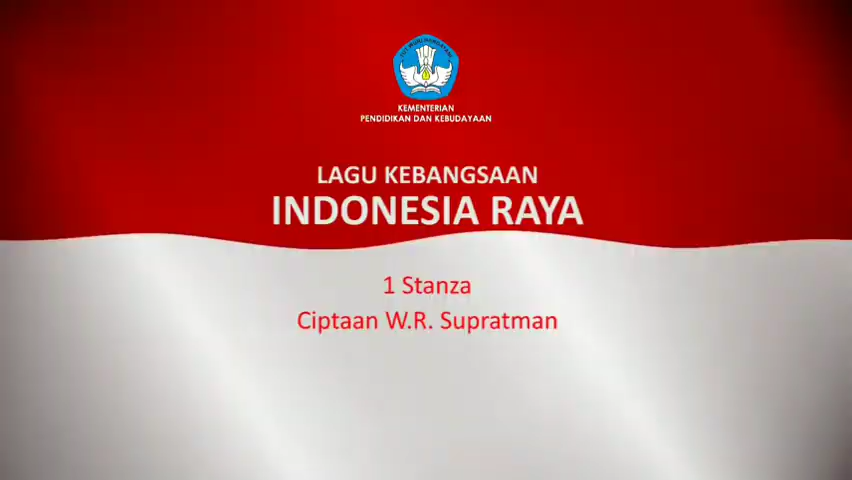 KEMENTERIAN
PENDIDIKAN DAN KEBUDAYAAN
LAGU KEBANGSAAN
INDONESIA RAYA
1 Stanza
Ciptaan W.R. Supratman